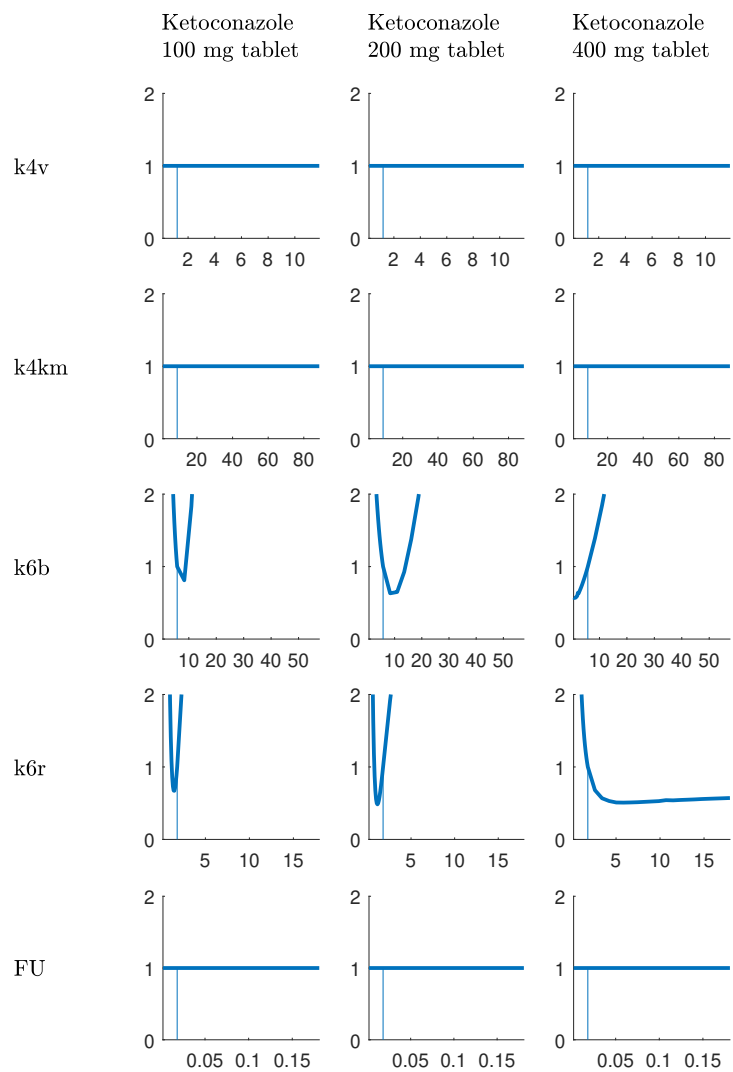 Ketoconazole Ketoconazole Ketoconazole
100 mg tablet 200 mg tablet 400 mg tablet
2 2 2
k4v 1 1 1
0 0 0
2 4 6 8 10 2 4 6 8 10 2 4 6 8 10
2 2 2
k4km 1 1 1
0 0 0
20 40 60 80 20 40 60 80 20 40 60 80
2 2 2
k6b 1 1 1
0 0 0
10 20 30 40 50 10 20 30 40 50 10 20 30 40 50
2 2 2
k6r 1 1 1
0 0 0
5 10 15 5 10 15 5 10 15
2 2 2
FU 1 1 1
0 0 0
0.05 0.1 0.15 0.05 0.1 0.15 0.05 0.1 0.15